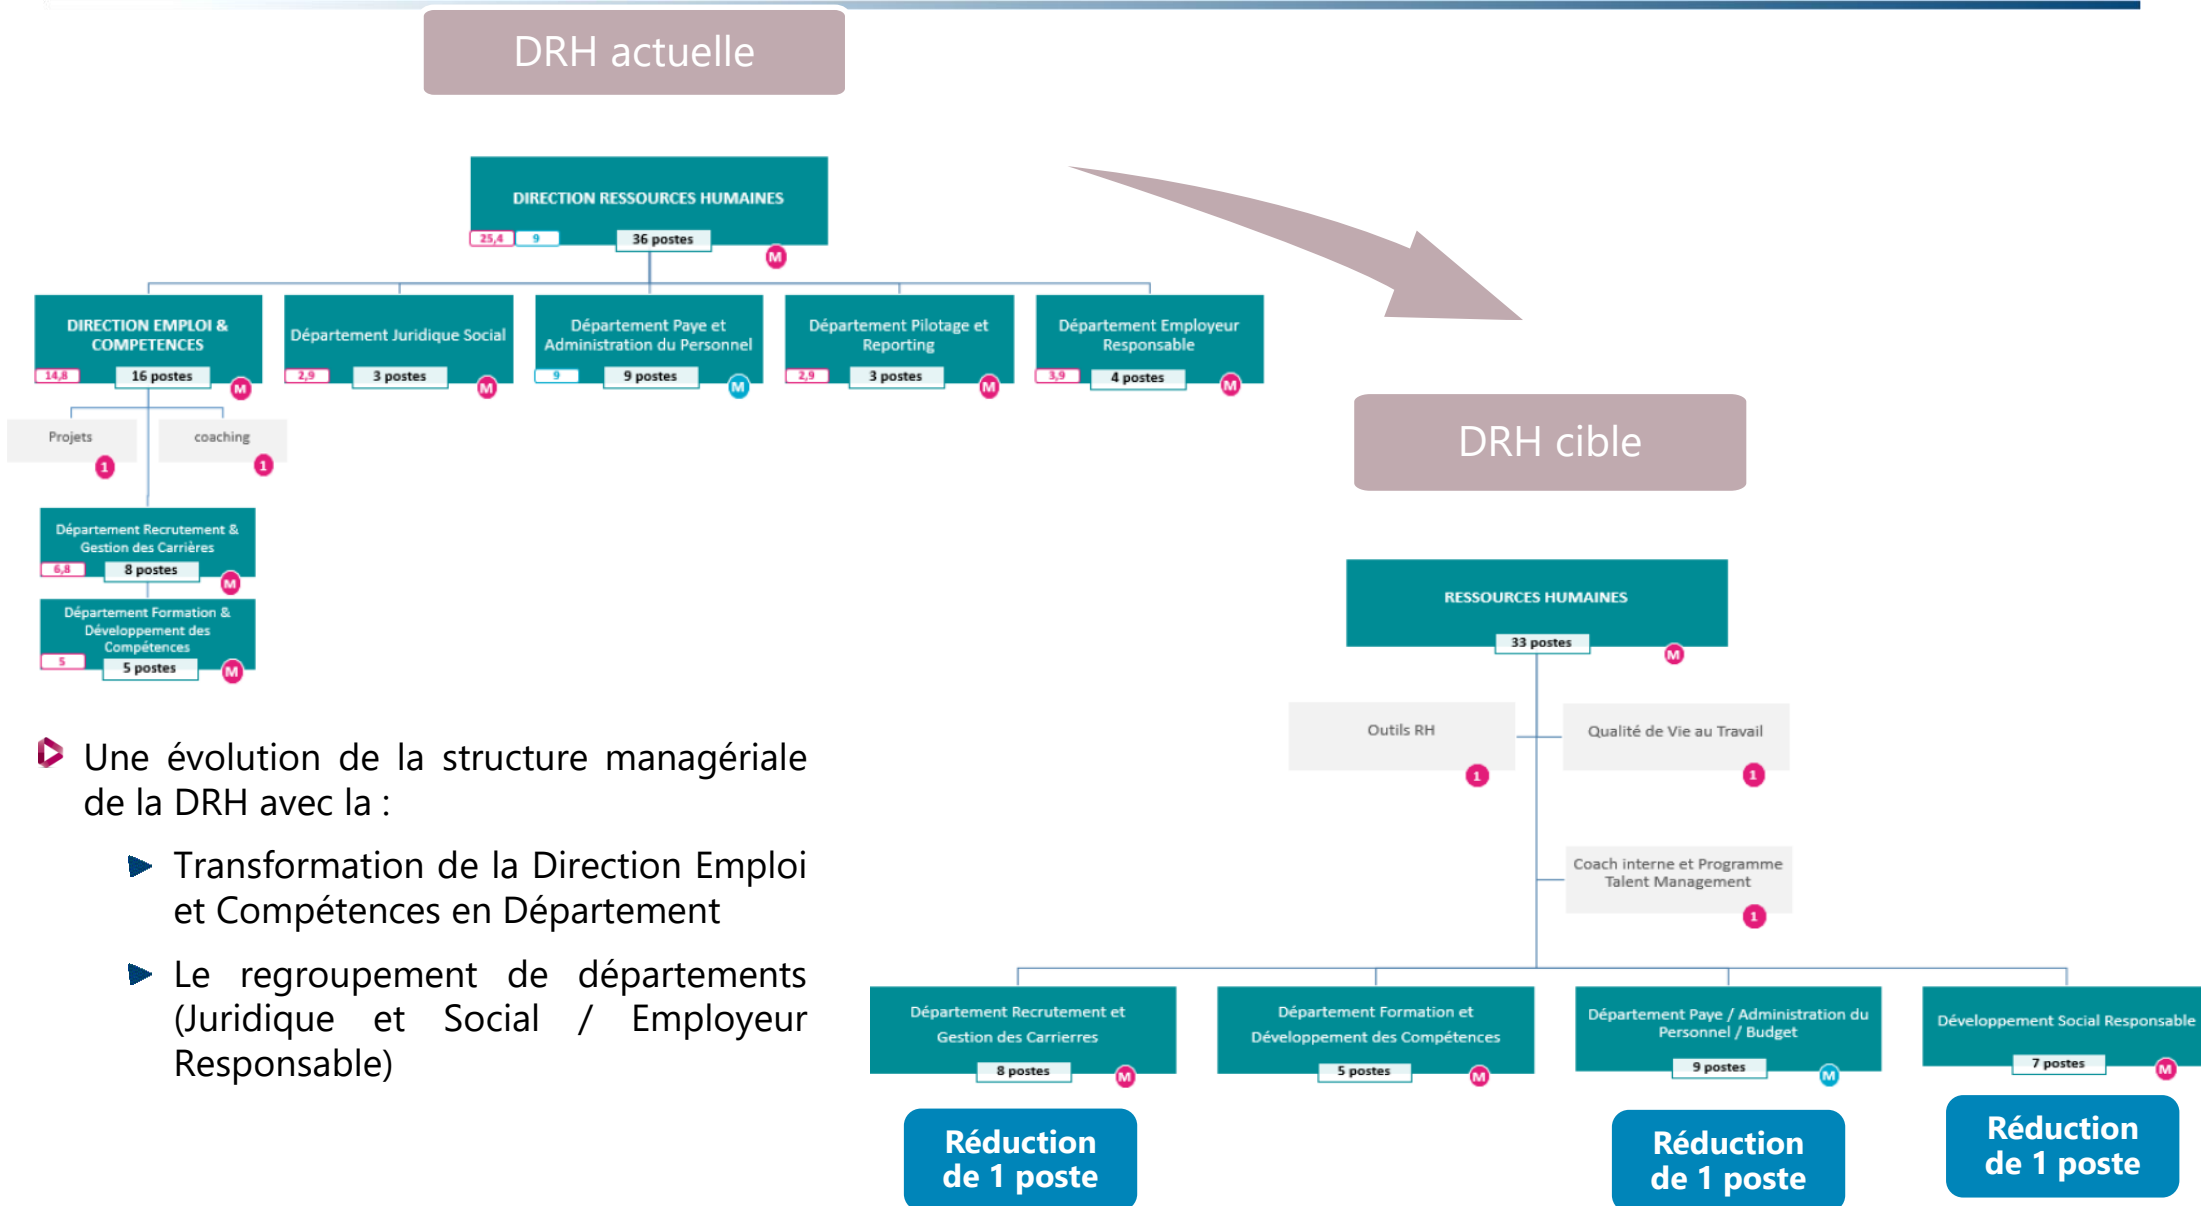 DRH actuelle
DIRECTION RESSOURCES HUMAINES
25,4
9
36 postes
M
DIRECTION EMPLOI &
COMPETENCES
14,8
16 postes
M
Département Juridique Social
2,9
3 postes
M
Département Paye et
Administration du Personnel
9
9 postes
M
Département Pilotage et
Reporting
2,9
3 postes
M
Département Employeur
Responsable
3,9
4 postes
M
Projets
1
coaching
1
Département Recrutement &
Gestion des Carrières
6,8
8 postes
M
Département Formation &
Développement des
Compétences
5
5 postes
M
Une évolution de la structure managériale
de la DRH avec la :
Transformation de la Direction Emploi
et Compétences en Département
Le regroupement de départements
(Juridique et Social / Employeur
Responsable)
DRH cible
RESSOURCES HUMAINES
33 postes
M
Outils RH
1
Qualité de Vie au Travail
1
Coach interne et Programme
Talent Management
1
Département Recrutement et
Gestion des Carrierres
8 postes
M
Département Formation et
Développement des Compétences
5 postes
M
Département Paye / Administration du
Personnel / Budget
9 postes
M
Développement Social Responsable
7 postes
M
Réduction
de 1 poste
Réduction
de 1 poste
Réduction
de 1 poste